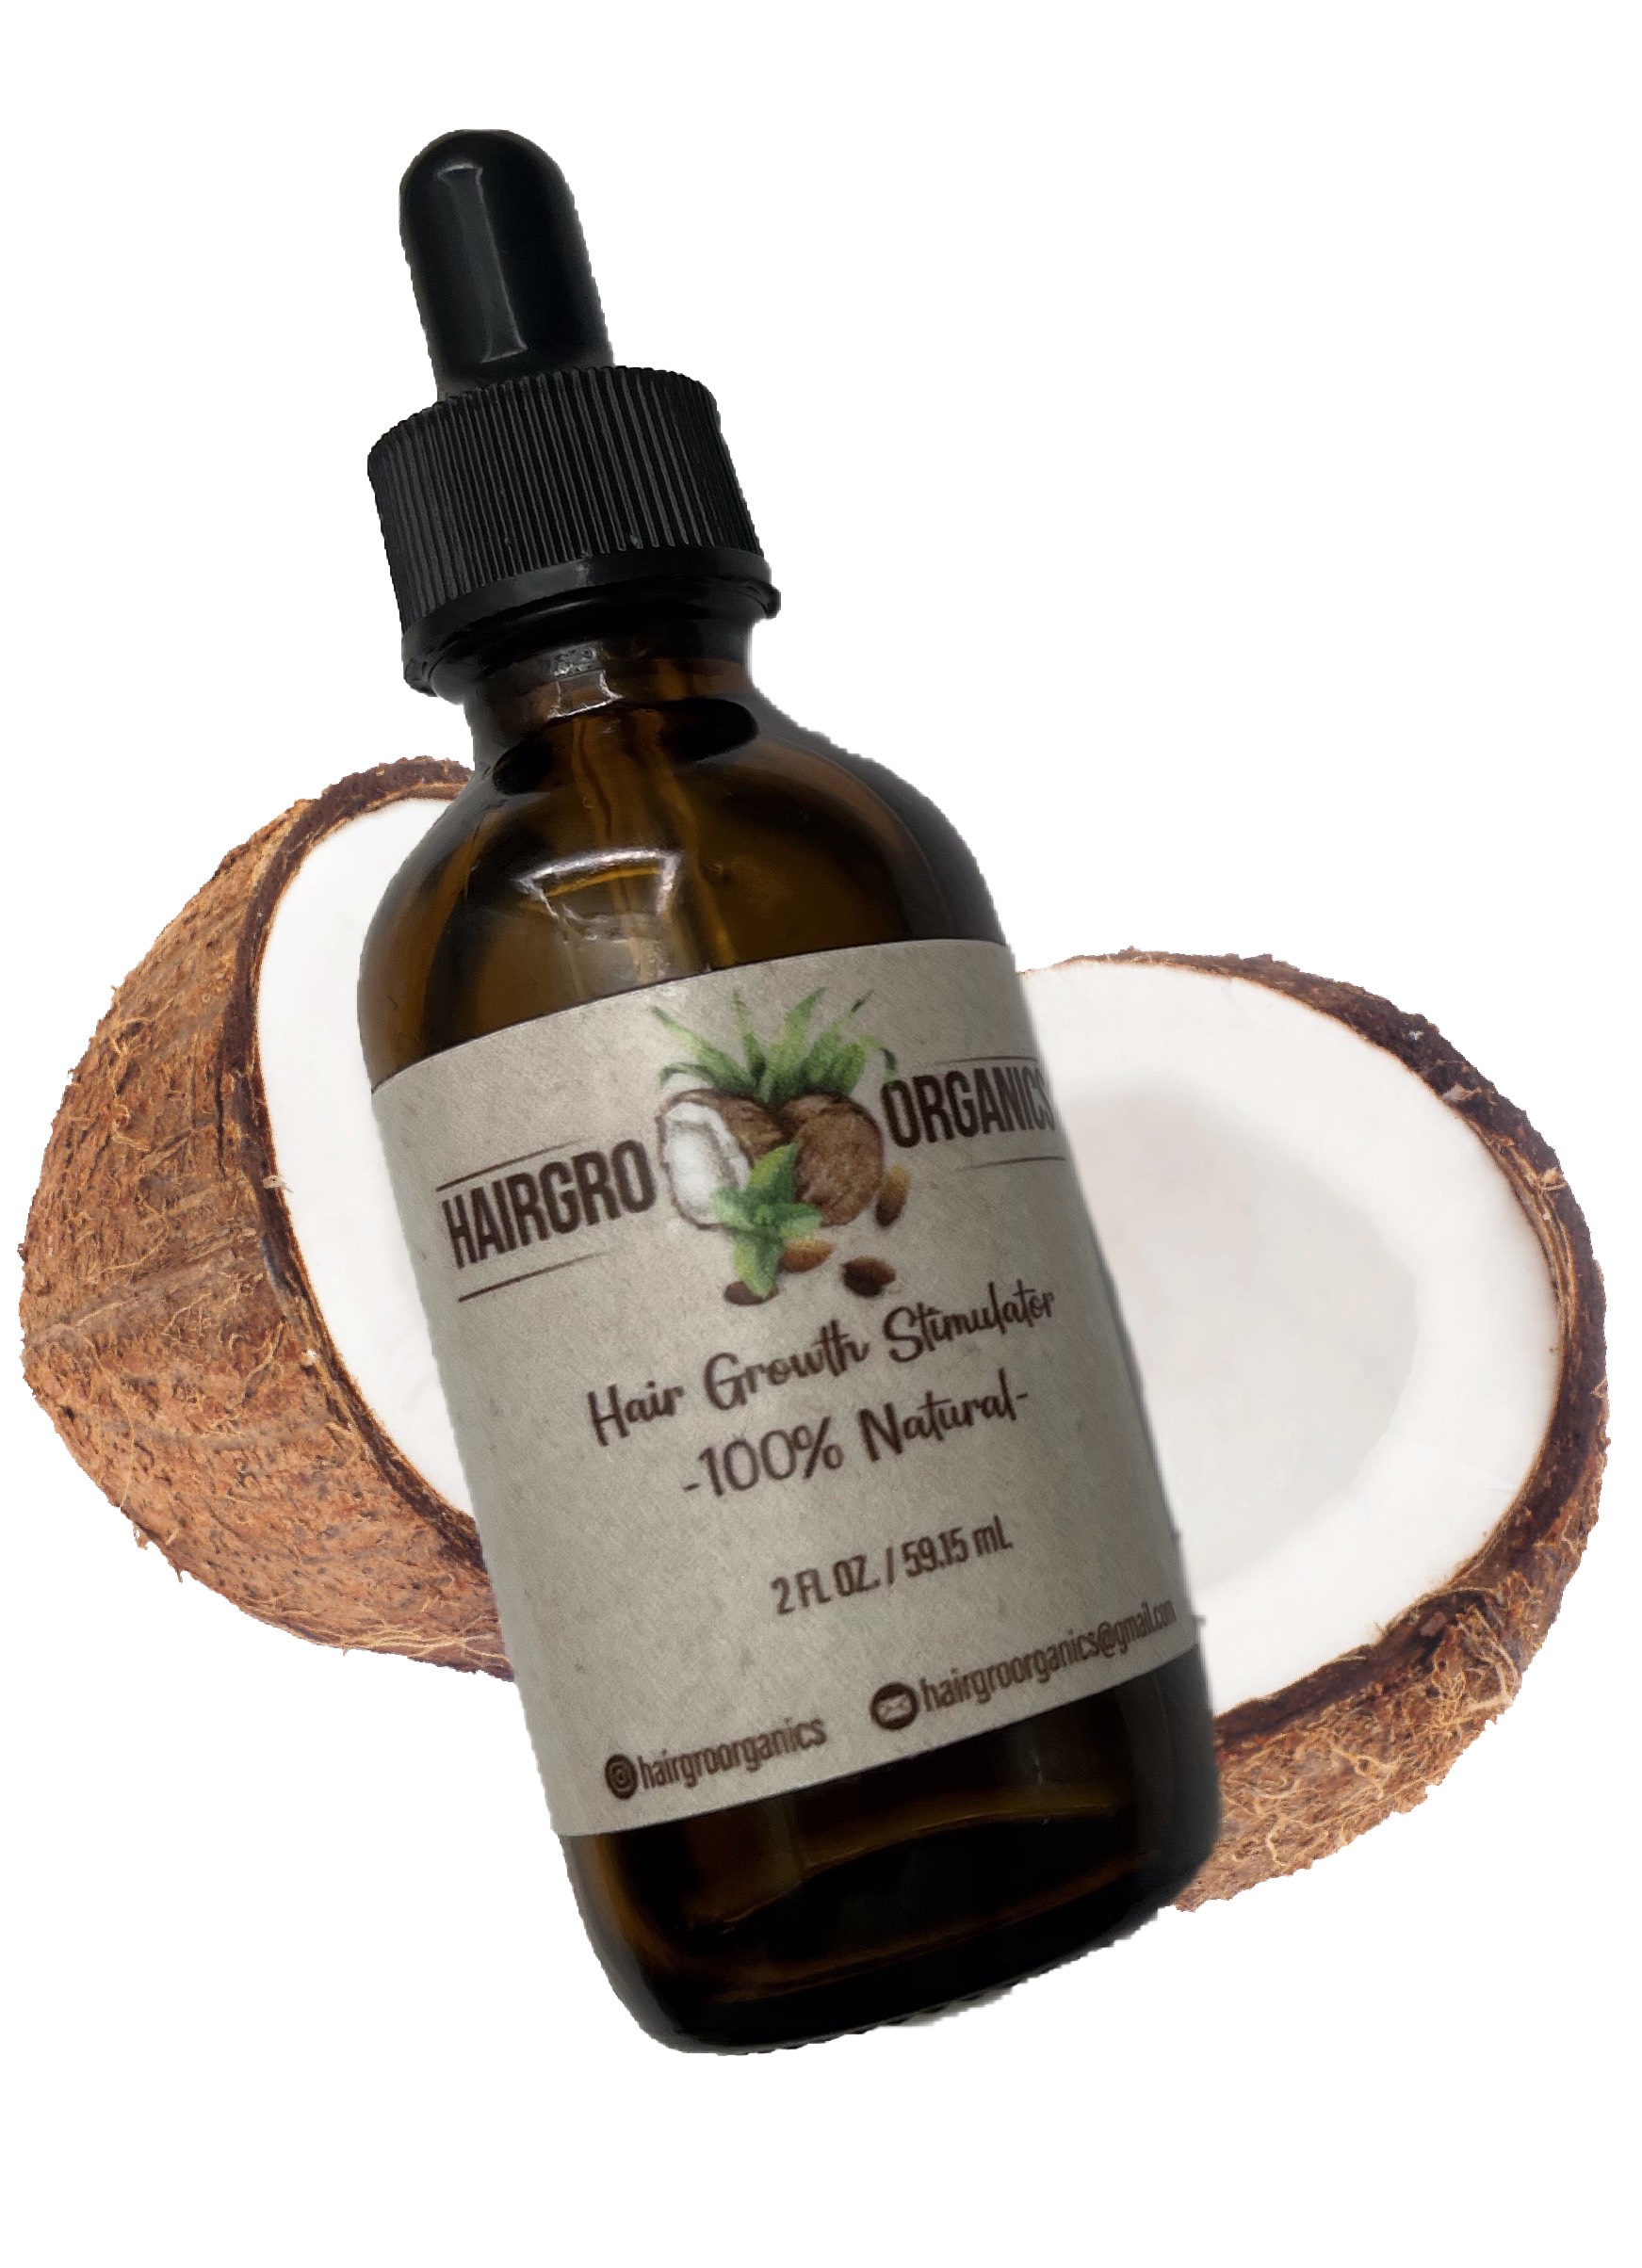 HAIRGRO ORGANICS
Hair Growth Stimulator
-100% Natural-
2 FL OZ. / 59.15 mL
hairgroorganics
hairgroorganics@gmail.com